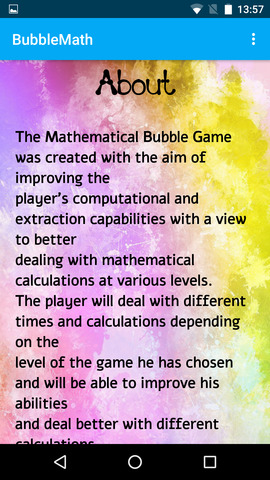 13:57
BubbleMath
About
The Mathematical Bubble Game
was created with the aim of
improving the
player's computational and
extraction capabilities with a view
to better
dealing with mathematical
calculations at various levels.
The player will deal with different
times and calculations depending
on the
level of the game he has chosen
and will be able to improve his
abilities
and deal better with different
calculations